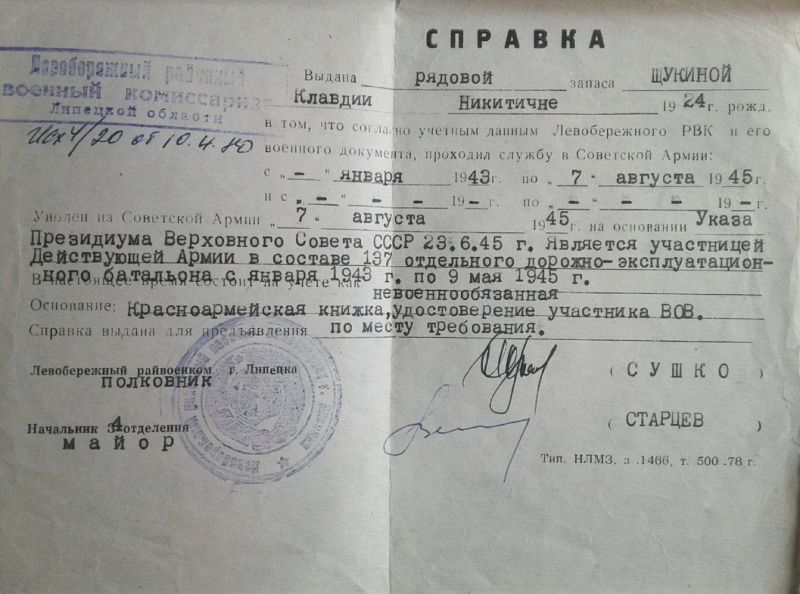 СПРАВКА
Левобережный районный
военный комиссариат
Липецкой области
Исх 4/20 от 10.4.80
Выдана рядовой запаса ЩУКИНОЙ
Клавдии Никитичне 1924 г. рожд.
в том, что согласно учетным данным Левобережного РВК и его
военного документа, проходил службу в Советской Армии:
с „ – “ января 1943 г. по „ 7 “ августа 1945 г.
и с „ – “ – 19 – г. по „ – “ – 19 – г.
Уволен из Советской Армии „ 7 “ августа 1945 г. на основании Указа
Президиума Верховного Совета СССР 23.6.45 г. Является участницей
Действующей Армии в составе 137 отдельного дорожно-эксплуатацион-
ного батальона с января 1943 г. по 9 мая 1945 г.
В настоящее время состоит на учете как
невоеннообязанная
Основание: Красноармейская книжка,удостоверение участника ВОВ.
Справка выдана для предъявления по месту требования.
Левобережный райвоенком г. Липецка
полковник ( СУШКО )
Начальник 4 отделения
майор ( СТАРЦЕВ )
Тип. НЛМЗ, з .1466, т. 500 -78 г.